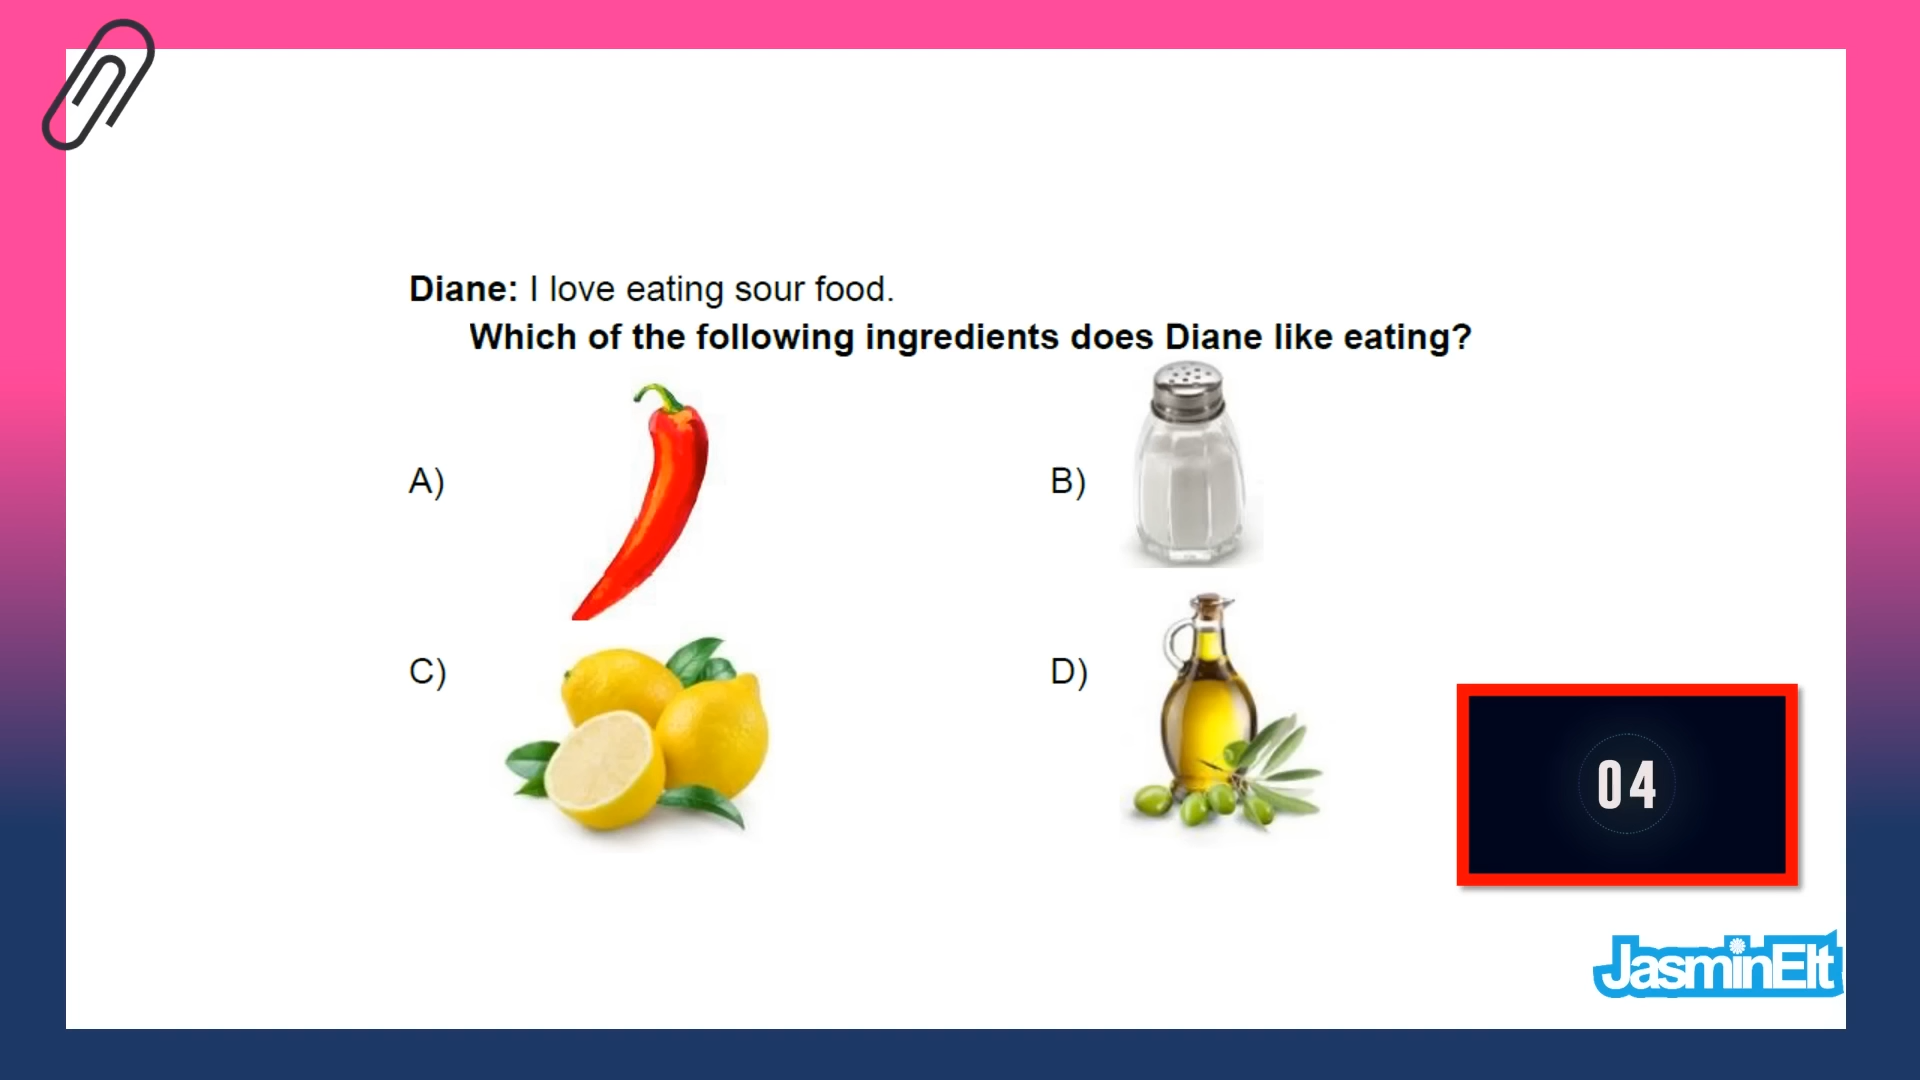 Diane: I love eating sour food.
Which of the following ingredients does Diane like eating?
A)
B)
C)
D)
04
JasminElt